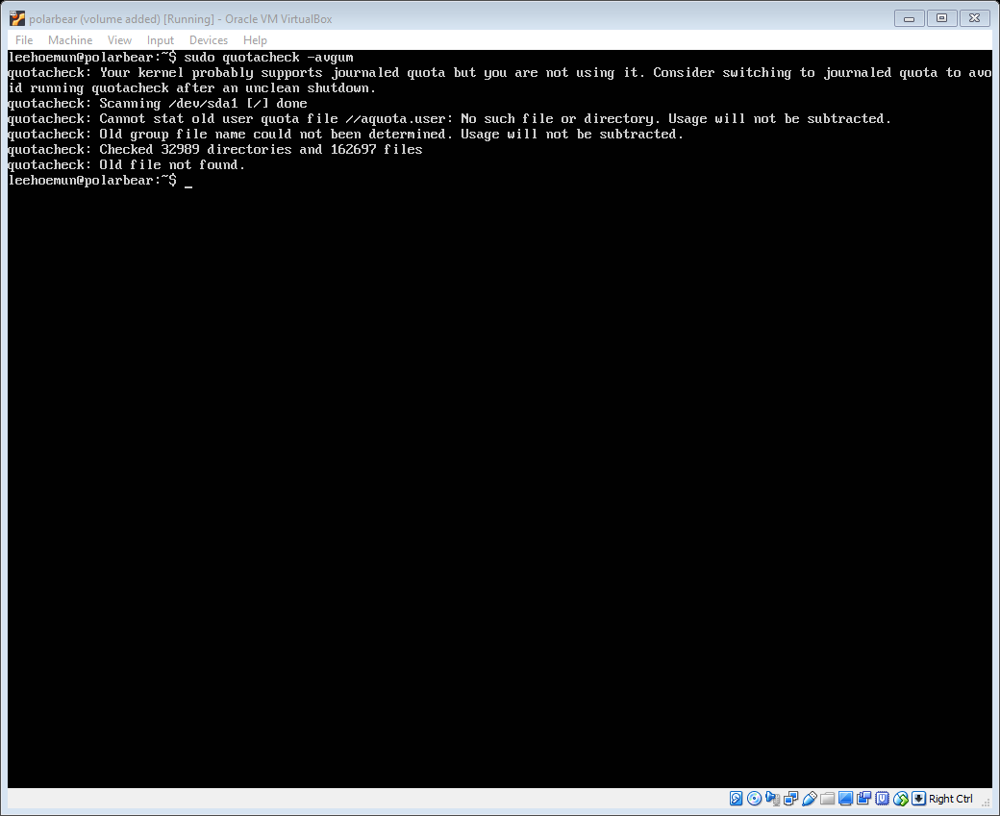 polarbear (volume added) [Running] - Oracle VM VirtualBox
File Machine View Input Devices Help
leehoemun@polarbear:~$ sudo quotacheck -avgum
quotacheck: Your kernel probably supports journaled quota but you are not using it. Consider switching to journaled quota to avo
id running quotacheck after an unclean shutdown.
quotacheck: Scanning /dev/sda1 [/] done
quotacheck: Cannot stat old user quota file //aquota.user: No such file or directory. Usage will not be subtracted.
quotacheck: Old group file name could not been determined. Usage will not be subtracted.
quotacheck: Checked 32989 directories and 162697 files
quotacheck: Old file not found.
leehoemun@polarbear:~$ _
Right Ctrl